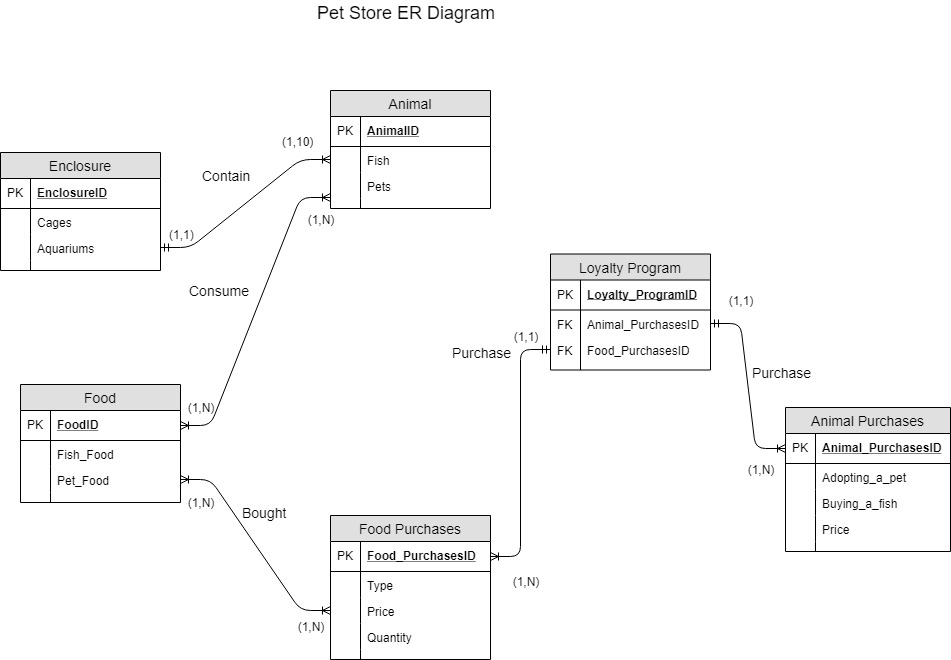 Pet Store ER Diagram
Animal
PK AnimalID
Fish
Pets
(1,10)
Contain
(1,N)
Enclosure
PK EnclosureID
Cages
Aquariums
(1,1)
Consume
Loyalty Program
PK Loyalty_ProgramID
FK Animal_PurchasesID
FK Food_PurchasesID
(1,1)
(1,1)
Purchase
Purchase
Food
PK FoodID
Fish_Food
Pet_Food
(1,N)
(1,N)
Bought
Animal Purchases
PK Animal_PurchasesID
Adopting_a_pet
Buying_a_fish
Price
(1,N)
Food Purchases
PK Food_PurchasesID
Type
Price
Quantity
(1,N)
(1,N)